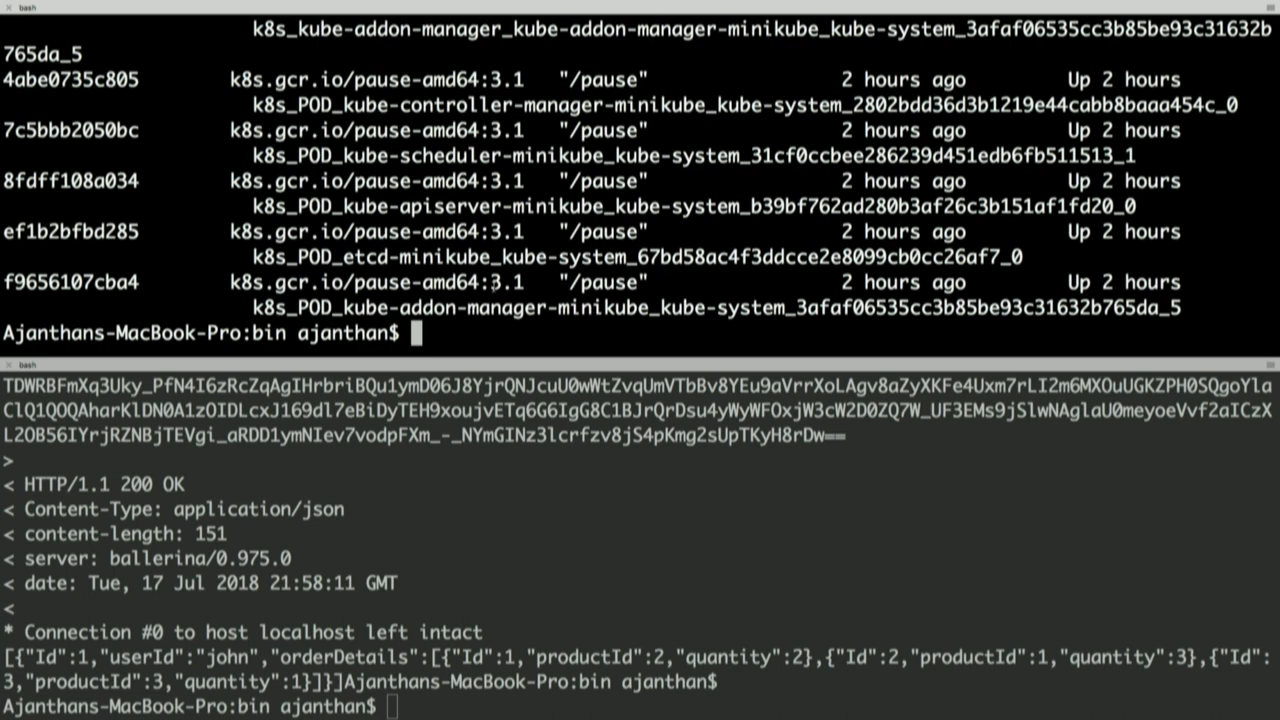 bash
k8s_kube-addon-manager_kube-addon-manager-minikube_kube-system_3afaf06535cc3b85be93c31632b
765da_5
4abe0735c805 k8s.gcr.io/pause-amd64:3.1 "/pause" 2 hours ago Up 2 hours
k8s_POD_kube-controller-manager-minikube_kube-system_2802bdd36d3b1219e44cabb8baaa454c_0
7c5bbb2050bc k8s.gcr.io/pause-amd64:3.1 "/pause" 2 hours ago Up 2 hours
k8s_POD_kube-scheduler-minikube_kube-system_31cf0ccbee286239d451edb6fb511513_1
8fdff108a034 k8s.gcr.io/pause-amd64:3.1 "/pause" 2 hours ago Up 2 hours
k8s_POD_kube-apiserver-minikube_kube-system_b39bf762ad280b3af26c3b151af1fd20_0
ef1b2bfbd285 k8s.gcr.io/pause-amd64:3.1 "/pause" 2 hours ago Up 2 hours
k8s_POD_etcd-minikube_kube-system_67bd58ac4f3ddcce2e8099cb0cc26af7_0
f9656107cba4 k8s.gcr.io/pause-amd64:3.1 "/pause" 2 hours ago Up 2 hours
k8s_POD_kube-addon-manager-minikube_kube-system_3afaf06535cc3b85be93c31632b765da_5
Ajanthans-MacBook-Pro:bin ajanthan$
bash
TDWRBFmXq3Uky_PfN4I6zRcZqAgIHrbriBQu1ymD06J8YjrQNJcuU0wWtZvqUmVTbBv8YEu9aVrrXoLAgv8aZyXKFe4Uxm7rLI2m6MXOuUGKZPH0SQgoYla
ClQ1QOQAharKlDN0A1zOIDLcxJ169dl7eBiDyTEH9xoujvETq6G6IgG8C1BJrQrDsu4yWyWFOxjW3cW2D0ZQ7W_UF3EMs9jSlwNAglaU0meyoeVvf2aICzX
L2OB56IYrjRZNBjTEVgi_aRDD1ymNIev7vodpFXm_-_NYmGINz3lcrfzv8jS4pKmg2sUpTKyH8rDw==
>
< HTTP/1.1 200 OK
< Content-Type: application/json
< content-length: 151
< server: ballerina/0.975.0
< date: Tue, 17 Jul 2018 21:58:11 GMT
<
* Connection #0 to host localhost left intact
[{"Id":1,"userId":"john","orderDetails":[{"Id":1,"productId":2,"quantity":2},{"Id":2,"productId":1,"quantity":3},{"Id":
3,"productId":3,"quantity":1}]}]Ajanthans-MacBook-Pro:bin ajanthan$
Ajanthans-MacBook-Pro:bin ajanthan$